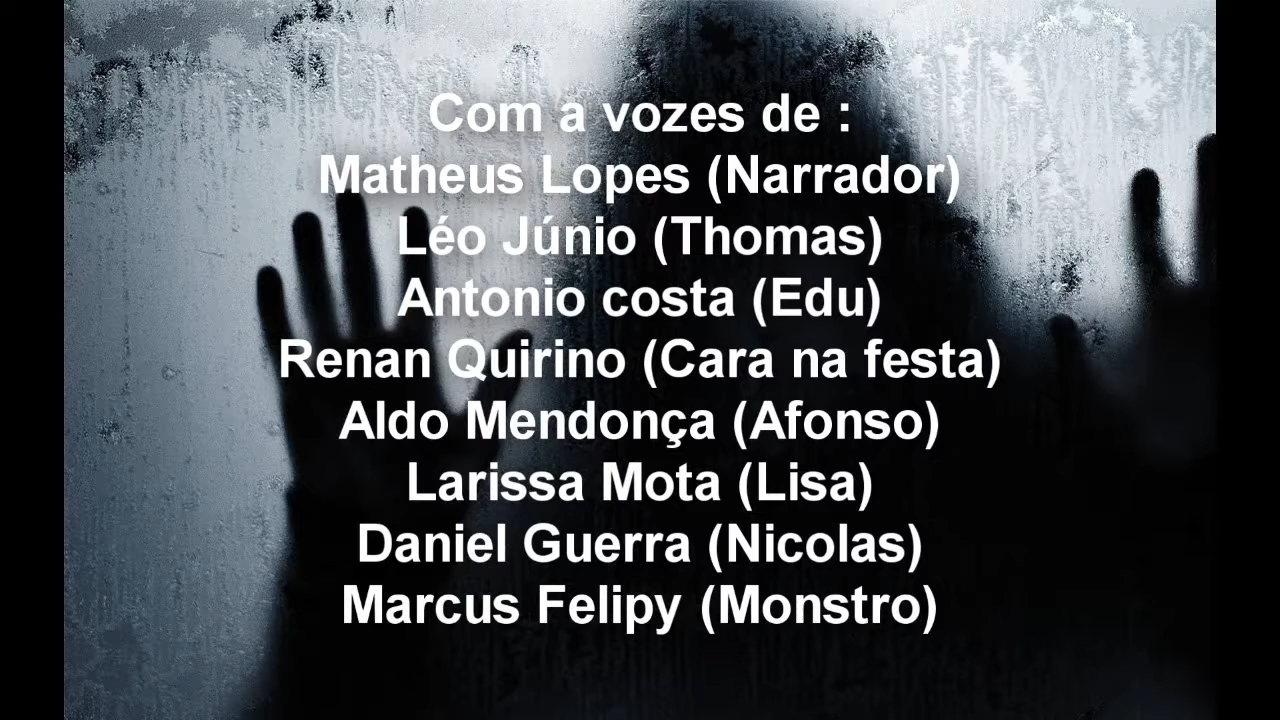 Com a vozes de :
Matheus Lopes (Narrador)
Léo Júnio (Thomas)
Antonio costa (Edu)
Renan Quirino (Cara na festa)
Aldo Mendonça (Afonso)
Larissa Mota (Lisa)
Daniel Guerra (Nicolas)
Marcus Felipy (Monstro)